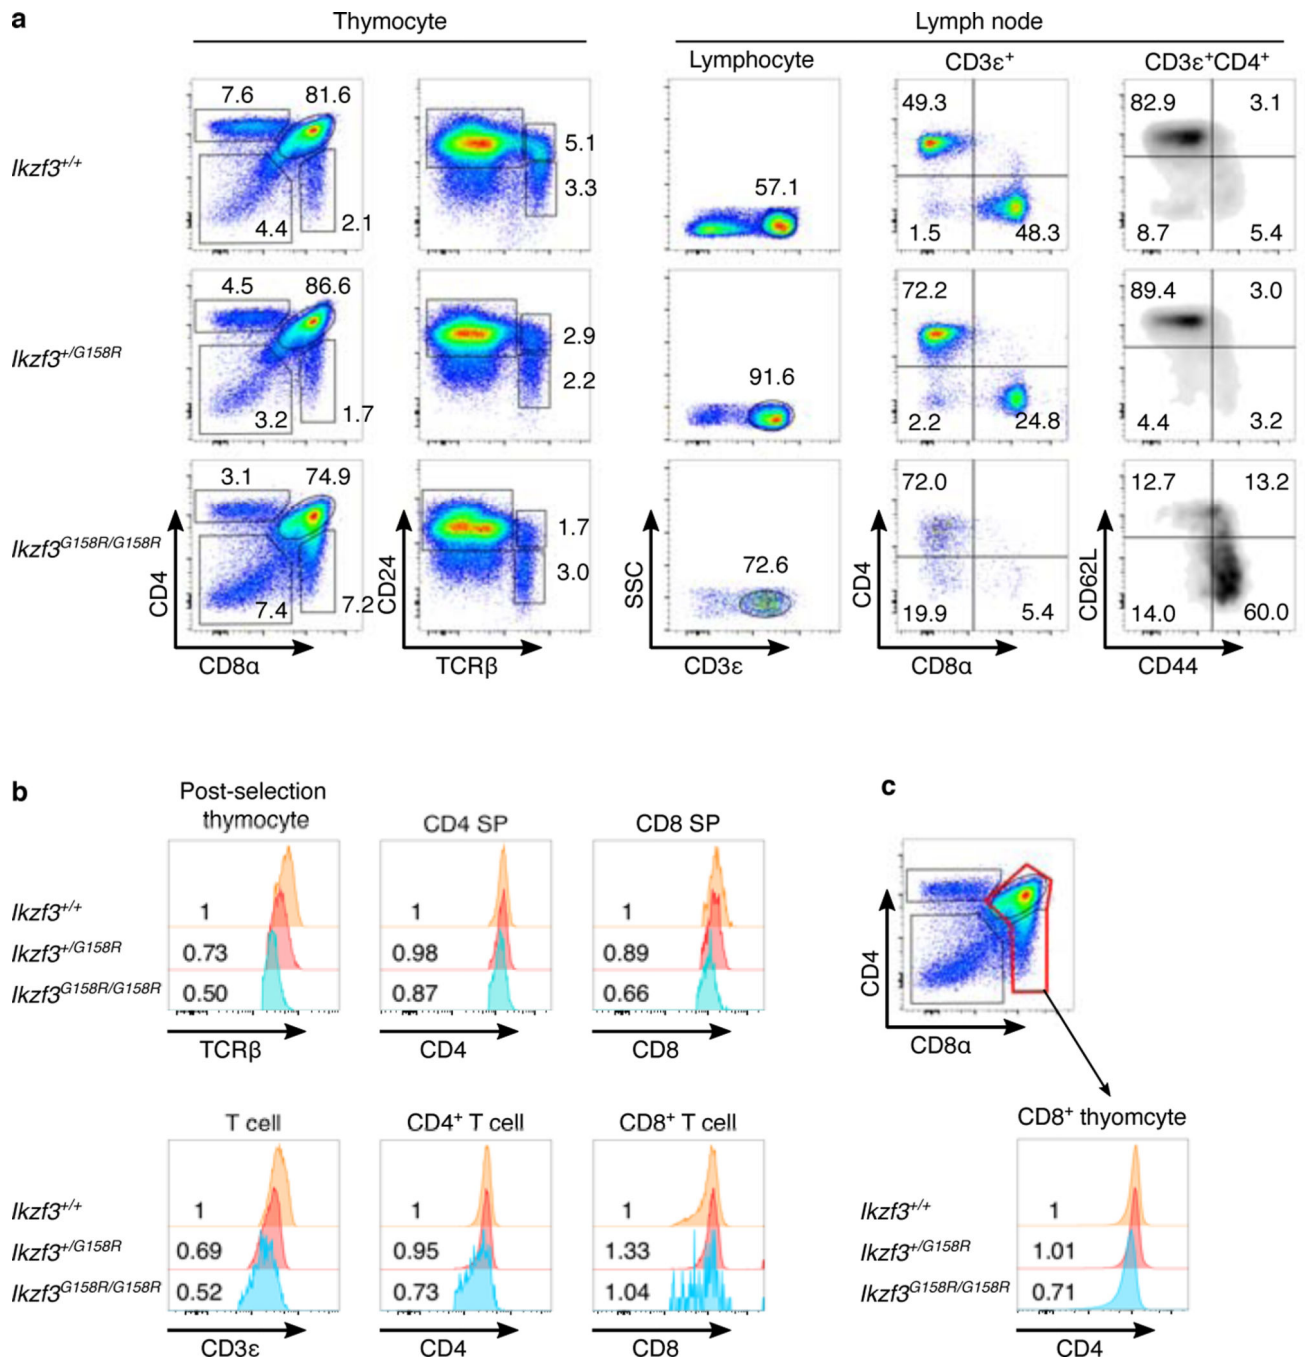 a
Thymocyte
Lymph node
Lymphocyte
CD3ε+
CD3ε+CD4+
Ikzf3+/+
7.6
81.6
4.4
2.1
5.1
3.3
57.1
49.3
1.5
48.3
82.9
3.1
8.7
5.4
Ikzf3+/G158R
4.5
86.6
3.2
1.7
2.9
2.2
91.6
72.2
2.2
24.8
89.4
3.0
4.4
3.2
Ikzf3G158R/G158R
3.1
74.9
7.4
7.2
1.7
3.0
72.6
72.0
19.9
5.4
12.7
13.2
14.0
60.0
CD4
CD8α
CD24
TCRβ
SSC
CD3ε
CD4
CD8α
CD62L
CD44
b
Post-selection
thymocyte
CD4 SP
CD8 SP
Ikzf3+/+
1
1
1
Ikzf3+/G158R
0.73
0.98
0.89
Ikzf3G158R/G158R
0.50
0.87
0.66
TCRβ
CD4
CD8
T cell
CD4+ T cell
CD8+ T cell
Ikzf3+/+
1
1
1
Ikzf3+/G158R
0.69
0.95
1.33
Ikzf3G158R/G158R
0.52
0.73
1.04
CD3ε
CD4
CD8
c
CD4
CD8α
CD8+ thyomcyte
Ikzf3+/+
1
Ikzf3+/G158R
1.01
Ikzf3G158R/G158R
0.71
CD4